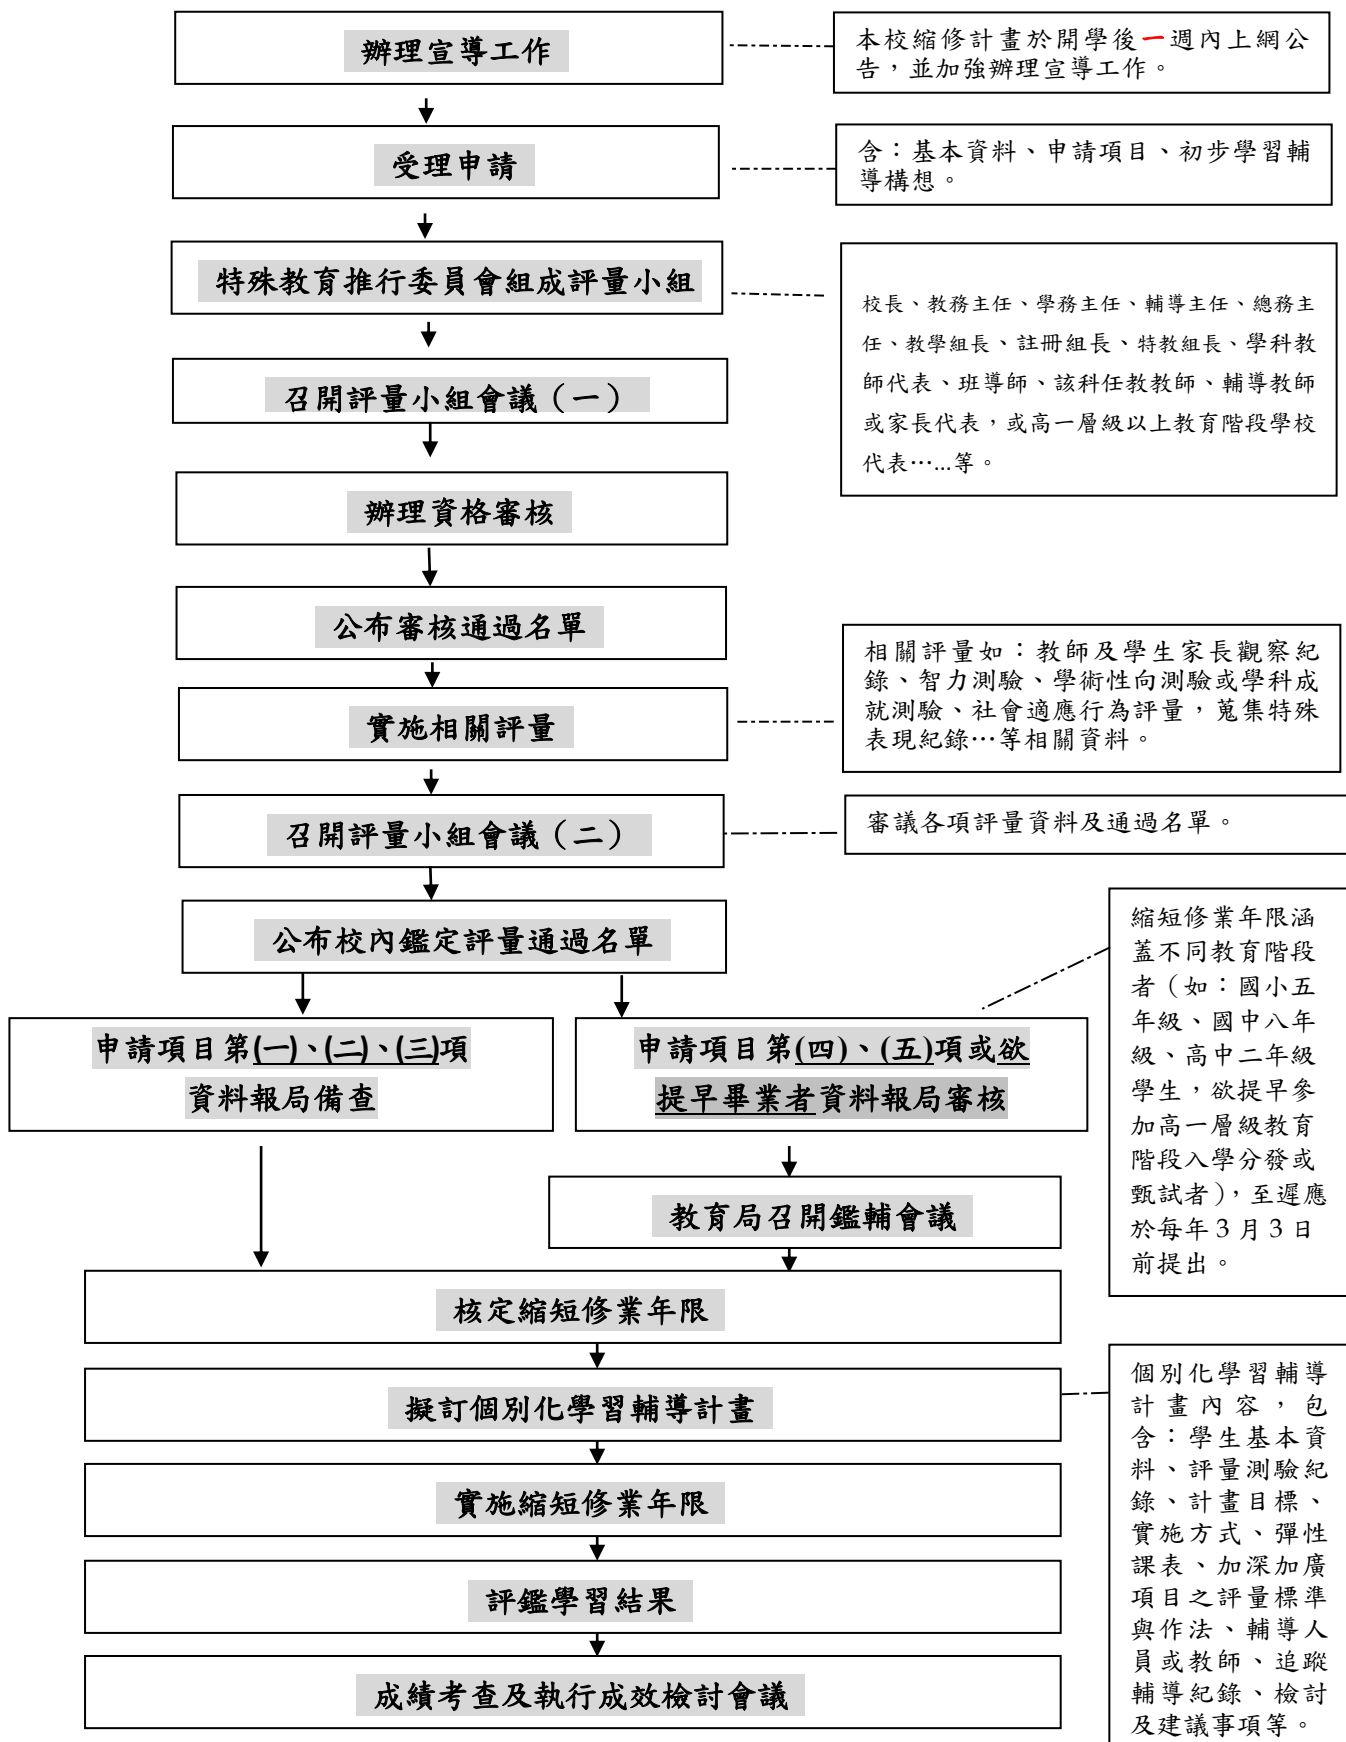 辦理宣導工作
本校縮修計畫於開學後一週內上網公
告，並加強辦理宣導工作。
受理申請
含：基本資料、申請項目、初步學習輔
導構想。
特殊教育推行委員會組成評量小組
校長、教務主任、學務主任、輔導主任、總務主
任、教學組長、註冊組長、特教組長、學科教
師代表、班導師、該科任教教師、輔導教師
或家長代表，或高一層級以上教育階段學校
代表…...等。
召開評量小組會議（一）
辦理資格審核
公布審核通過名單
實施相關評量
相關評量如：教師及學生家長觀察紀
錄、智力測驗、學術性向測驗或學科成
就測驗、社會適應行為評量，蒐集特殊
表現紀錄…等相關資料。
召開評量小組會議（二）
審議各項評量資料及通過名單。
公布校內鑑定評量通過名單
縮短修業年限涵
蓋不同教育階段
者（如：國小五
年級、國中八年
級、高中二年級
學生，欲提早參
加高一層級教育
階段入學分發或
甄試者），至遲應
於每年３月３日
前提出。
申請項目第(一)、(二)、(三)項
資料報局備查
申請項目第(四)、(五)項或欲
提早畢業者資料報局審核
教育局召開鑑輔會議
核定縮短修業年限
擬訂個別化學習輔導計畫
個別化學習輔導
計畫內容，包
含：學生基本資
料、評量測驗紀
錄、計畫目標、
實施方式、彈性
課表、加深加廣
項目之評量標準
與作法、輔導人
員或教師、追蹤
輔導紀錄、檢討
及建議事項等。
實施縮短修業年限
評鑑學習結果
成績考查及執行成效檢討會議